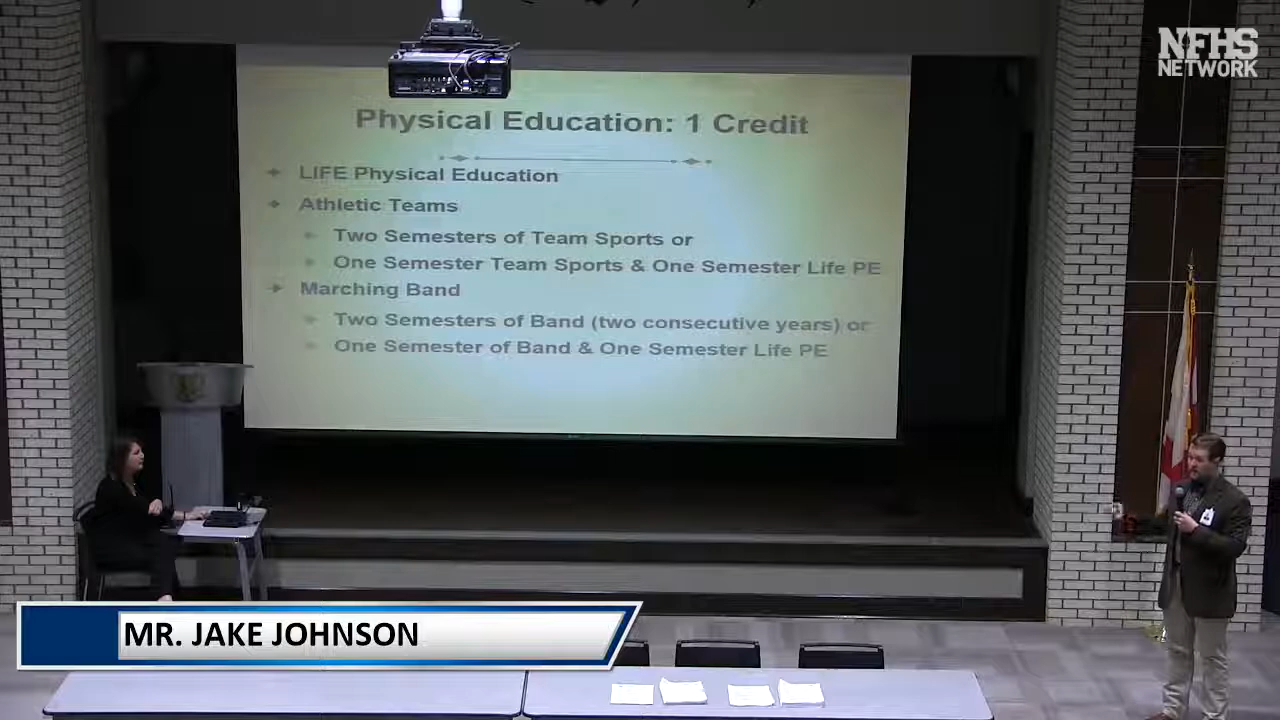 NFHS
NETWORK
Physical Education: 1 Credit
LIFE Physical Education
Athletic Teams
Two Semesters of Team Sports or
One Semester Team Sports & One Semester Life PE
Marching Band
Two Semesters of Band (two consecutive years) or
One Semester of Band & One Semester Life PE
MR. JAKE JOHNSON